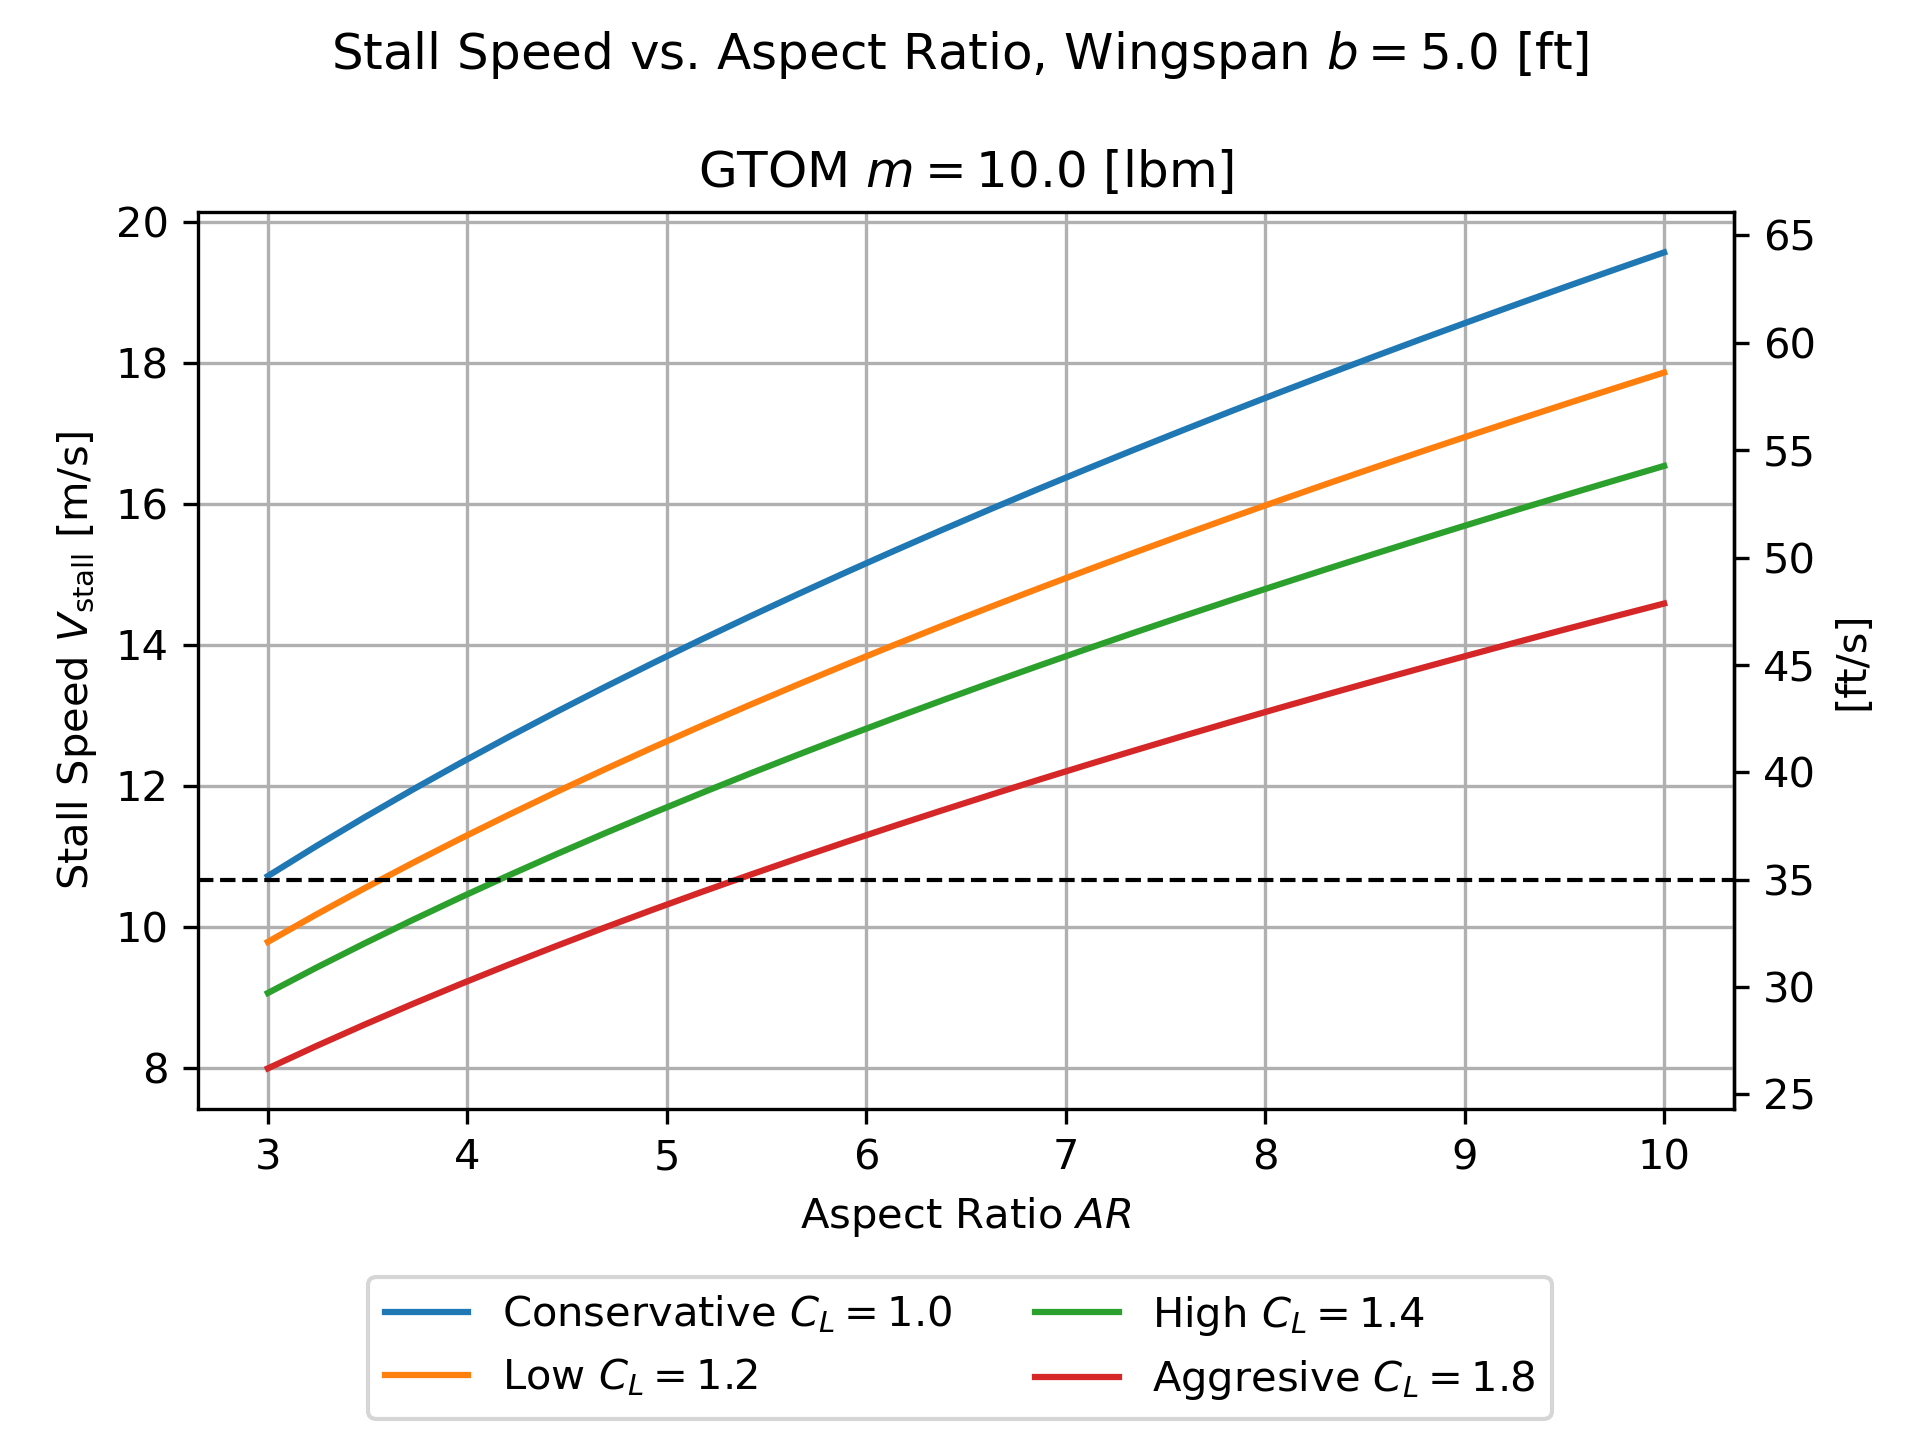 Stall Speed vs. Aspect Ratio, Wingspan b = 5.0 [ft]
GTOM m = 10.0 [lbm]
Stall Speed V_stall [m/s]
20
18
16
14
12
10
8
65
60
55
50
45
40
35
30
25
[ft/s]
3 4 5 6 7 8 9 10
Aspect Ratio AR
Conservative C_L = 1.0
Low C_L = 1.2
High C_L = 1.4
Aggresive C_L = 1.8